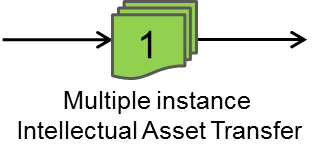 1
Multiple instance
Intellectual Asset Transfer